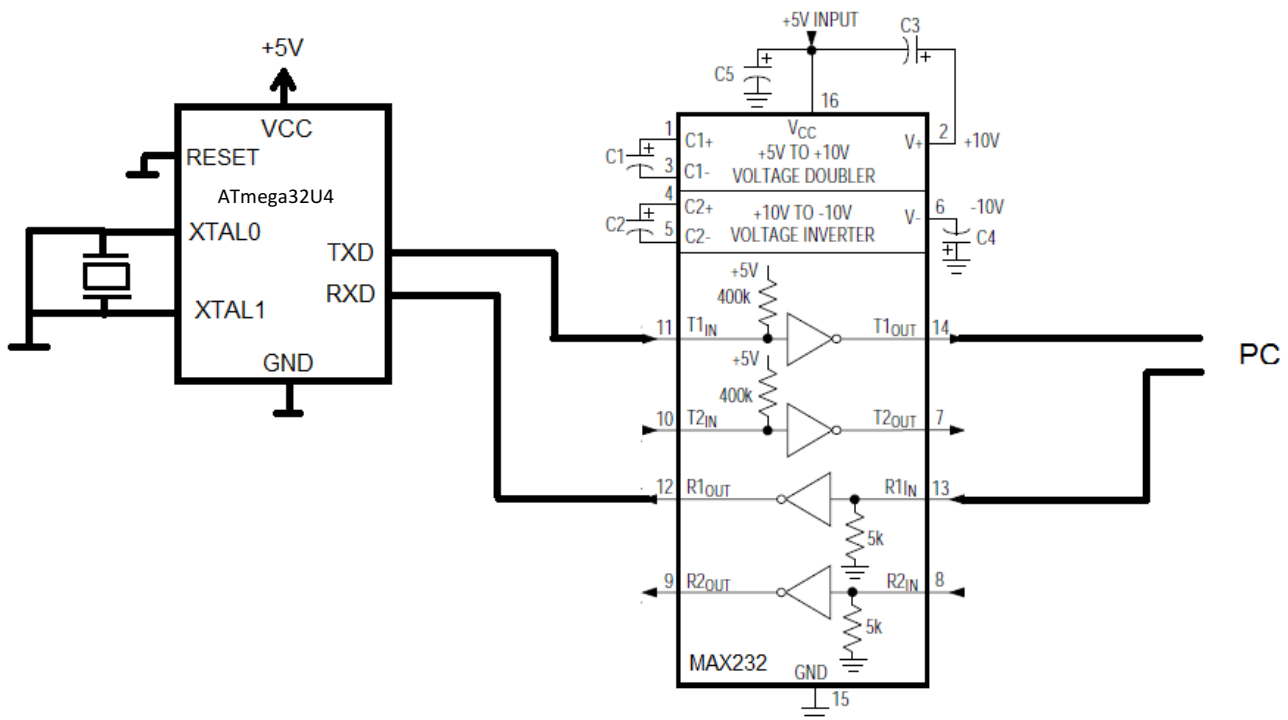 +5V
VCC
RESET
ATmega32U4
XTAL0
TXD
RXD
XTAL1
GND
+5V INPUT
C3
+
C5
+
16
1
C1+
VCC
V+
2
+10V
C1
+
+5V TO +10V
3
C1-
VOLTAGE DOUBLER
4
C2+
+10V TO -10V
V-
6
-10V
C2
+
5
C2-
VOLTAGE INVERTER
C4
+
+5V
400k
11
T1IN
T1OUT
14
+5V
400k
10
T2IN
T2OUT
7
12
R1OUT
R1IN
13
5k
9
R2OUT
R2IN
8
5k
MAX232
GND
15
PC